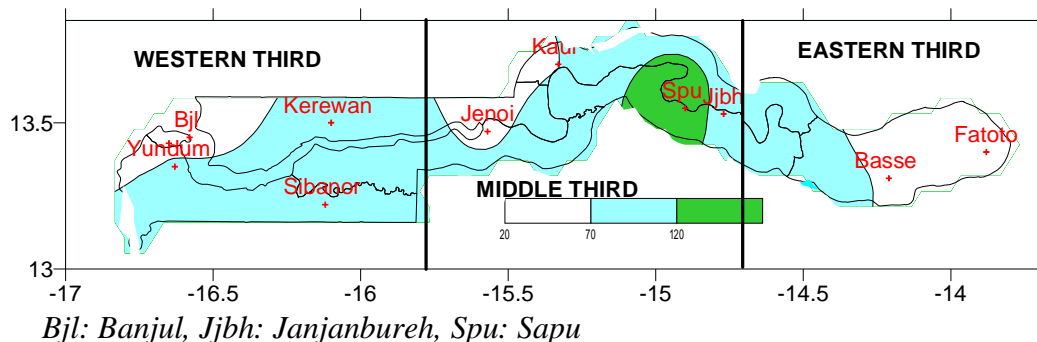 WESTERN THIRD
EASTERN THIRD
Kaur
Kerewan
Spu
Jjbh
Jenoi
13.5
Bjl
Yundum
Fatoto
Basse
Sibanor
MIDDLE THIRD
20 70 120
13
-17 -16.5 -16 -15.5 -15 -14.5 -14
Bjl: Banjul, Jjbh: Janjanbureh, Spu: Sapu